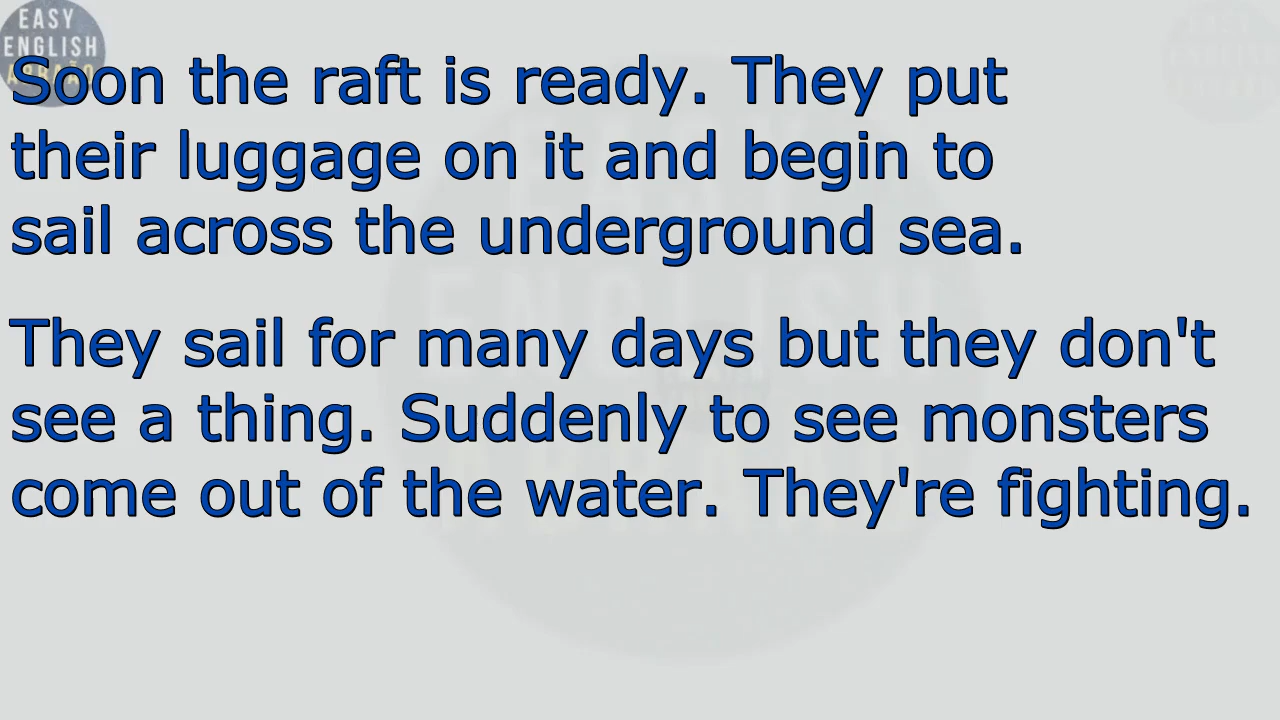 EASY
ENGLISH
ABRAÃO
Soon the raft is ready. They put
their luggage on it and begin to
sail across the underground sea.
They sail for many days but they don't
see a thing. Suddenly to see monsters
come out of the water. They're fighting.